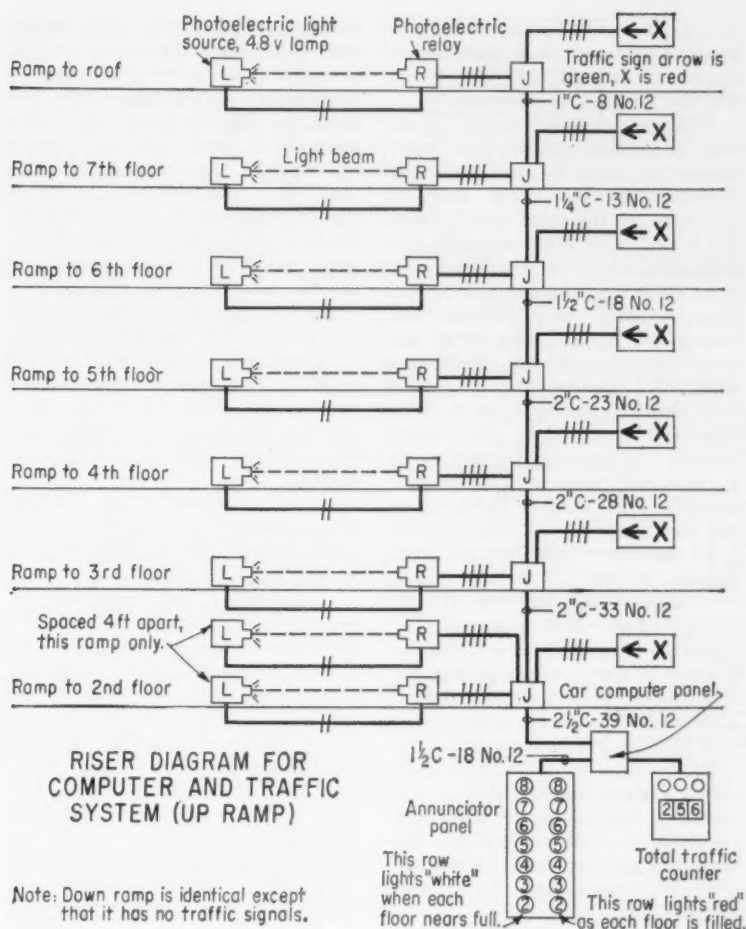 Photoelectric light
source, 4.8 v lamp
Photoelectric
relay
← X
Traffic sign arrow is
green, X is red
Ramp to roof
L
R
J
1"C-8 No.12
← X
Light beam
Ramp to 7th floor
L
R
J
1¼"C-13 No.12
← X
Ramp to 6th floor
L
R
J
1½"C-18 No.12
← X
Ramp to 5th floor
L
R
J
2"C-23 No.12
← X
Ramp to 4th floor
L
R
J
2"C-28 No.12
← X
Ramp to 3rd floor
L
R
J
2"C-33 No.12
Spaced 4ft apart,
this ramp only.
L
R
← X
Ramp to 2nd floor
L
R
J
Car computer panel
2½"C-39 No.12
1½C-18 No.12
RISER DIAGRAM FOR
COMPUTER AND TRAFFIC
SYSTEM (UP RAMP)
Annunciator
panel
8 8
7 7
6 6
5 5
4 4
3 3
2 2
256
Total traffic
counter
This row
lights "white"
when each
floor nears full.
This row lights "red"
as each floor is filled.
Note: Down ramp is identical except
that it has no traffic signals.